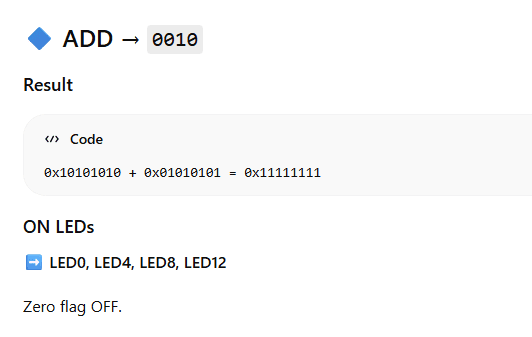 ADD → 0010
Result
</> Code
0x10101010 + 0x01010101 = 0x11111111
ON LEDs
➡️ LED0, LED4, LED8, LED12
Zero flag OFF.